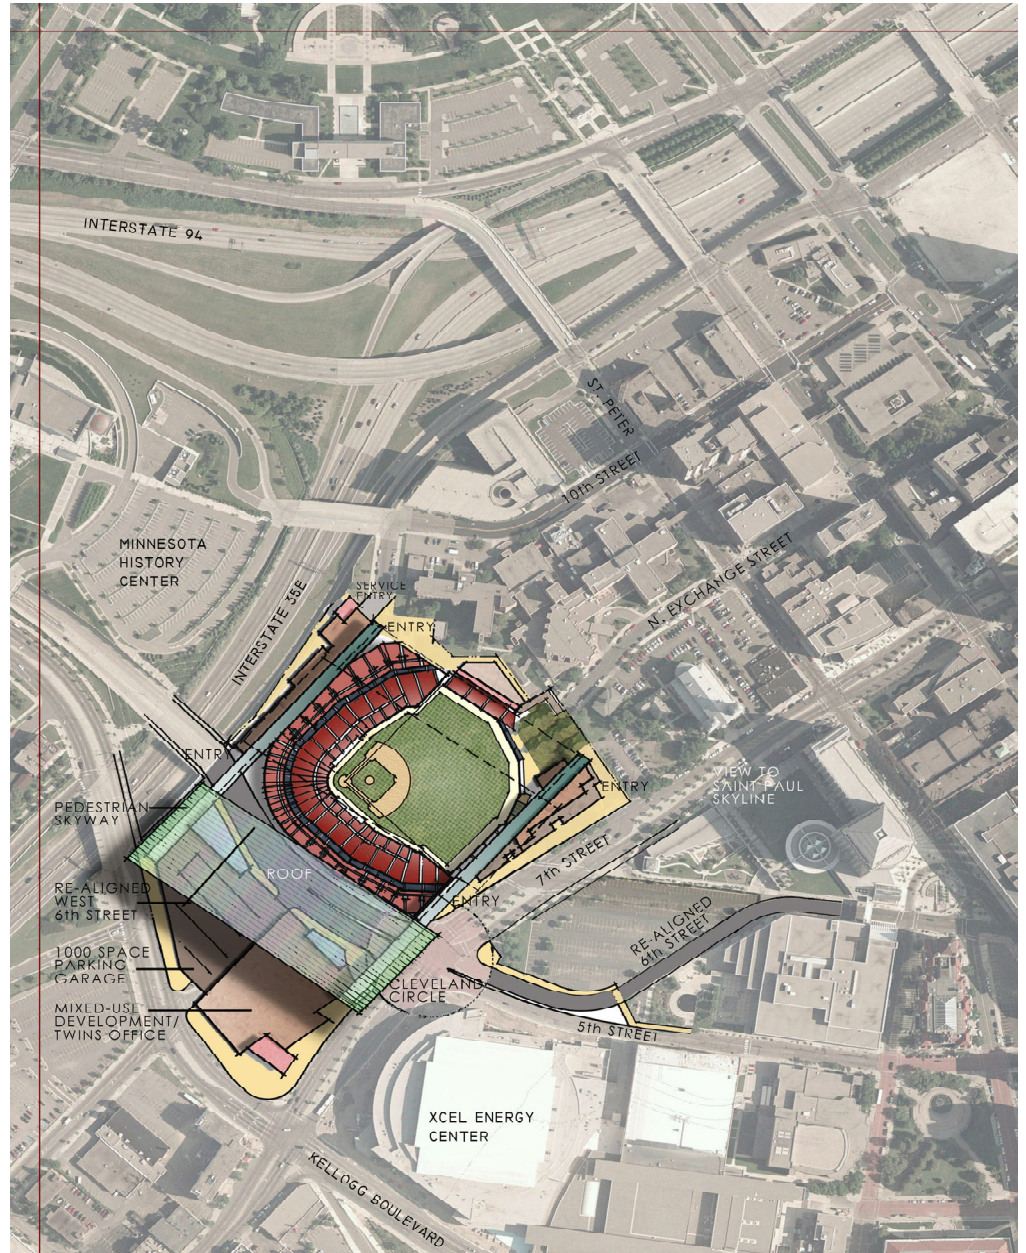 INTERSTATE 94
ST. PETER
10th STREET
MINNESOTA
HISTORY
CENTER
N. EXCHANGE STREET
INTERSTATE 35E
SERVICE
ENTRY
ENTRY
ENTRY
VIEW TO
SAINT PAUL
SKYLINE
ENTRY
PEDESTRIAN
SKYWAY
7th STREET
ROOF
RE-ALIGNED
WEST
6th STREET
ENTRY
RE-ALIGNED
6th STREET
1000 SPACE
PARKING
GARAGE
CLEVELAND
CIRCLE
MIXED-USE
DEVELOPMENT/
TWINS OFFICE
5th STREET
XCEL ENERGY
CENTER
KELLOGG BOULEVARD